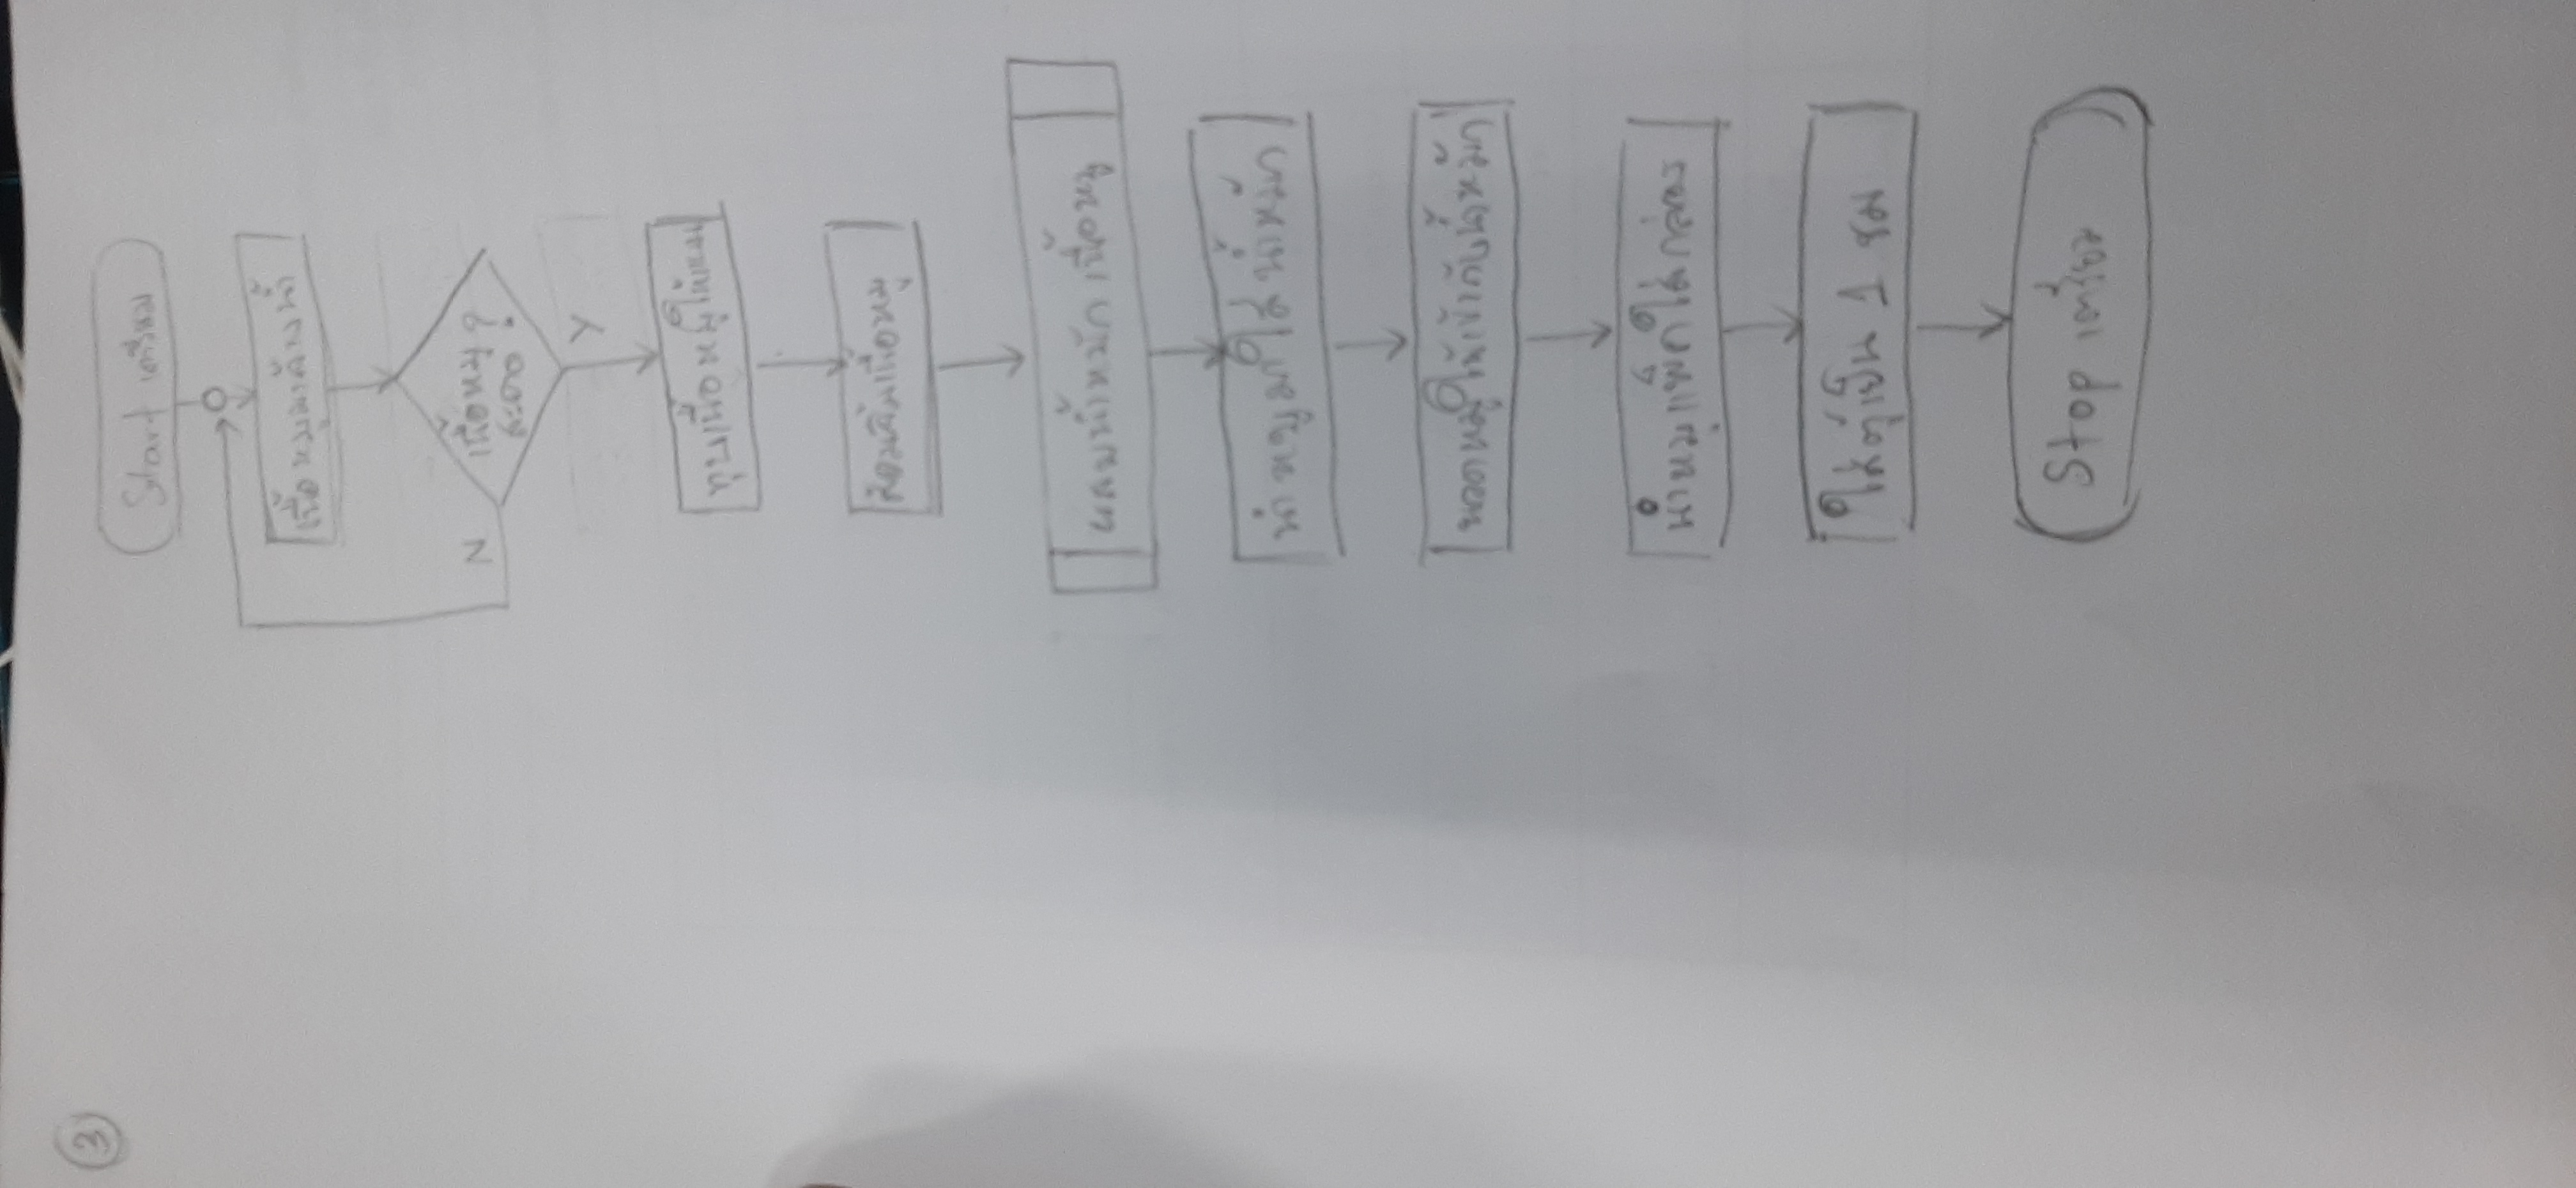 3
Start เตรียม
เนื้อหมูมาล้างน้ำ
เนื้อหมู ?
สะอาด
N
Y
ทุบเนื้อหมูให้แบน
ส้อมจิ้มเนื้อหมู
ผสมน้ำหมัก เนื้อหมู
นำหมูมาใส่น้ำหมัก
นวดหมูให้เข้ากับน้ำหมัก
นำหมูแพ็คใส่กล่อง
ใส่ตู้เย็น 1 ชม
Stop เตรียม